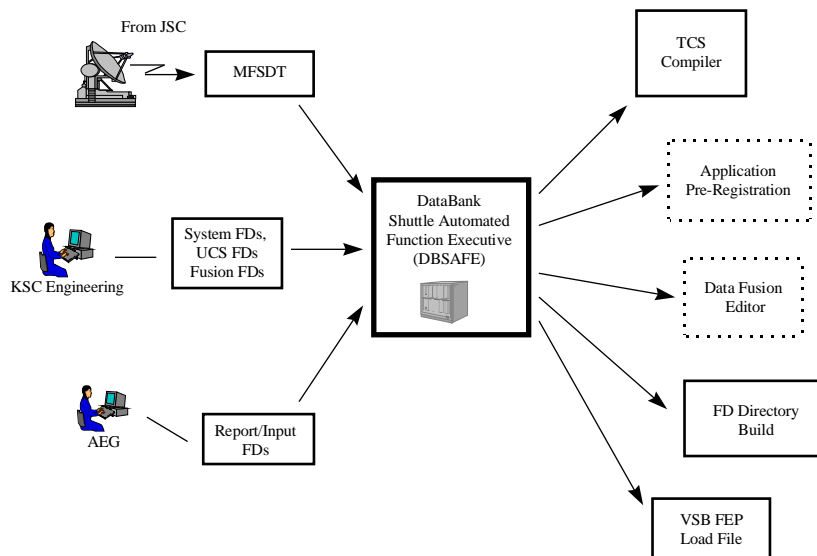 From JSC
MFSDT
KSC Engineering
System FDs,
UCS FDs
Fusion FDs
AEG
Report/Input
FDs
DataBank
Shuttle Automated
Function Executive
(DBSAFE)
TCS
Compiler
Application
Pre-Registration
Data Fusion
Editor
FD Directory
Build
VSB FEP
Load File